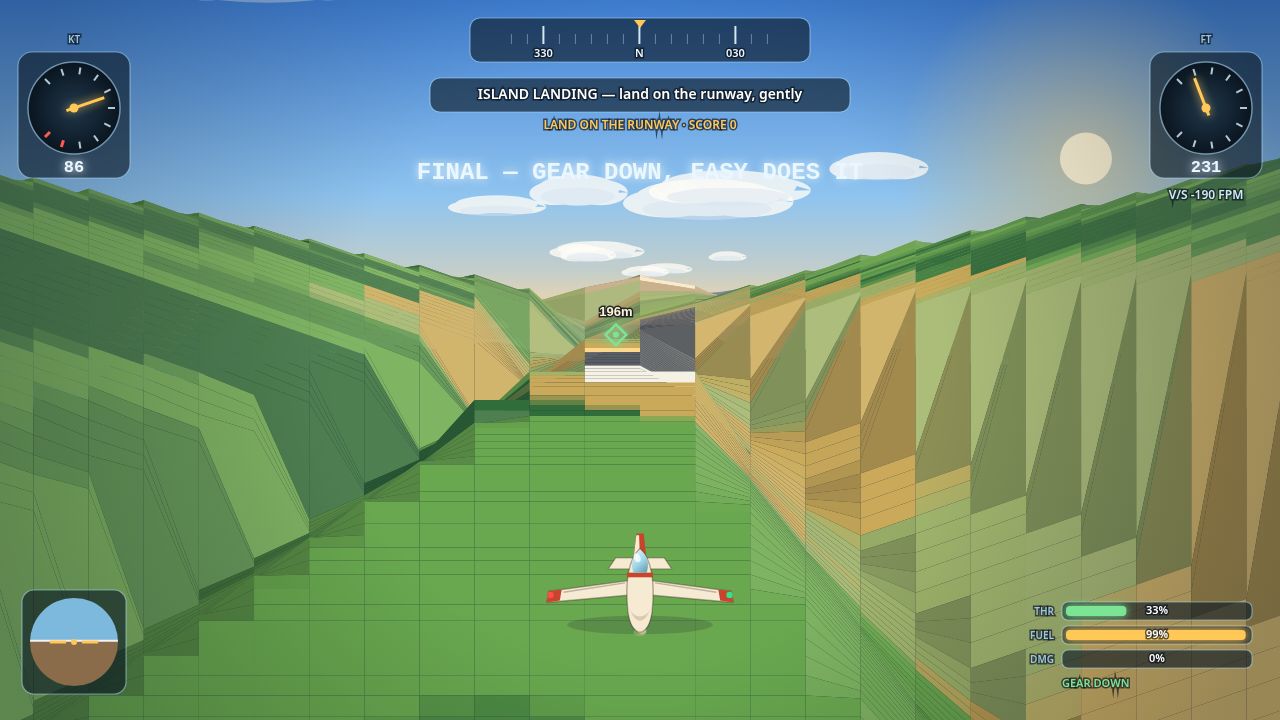 KT
FT
330 N 030
ISLAND LANDING — land on the runway, gently
LAND ON THE RUNWAY · SCORE 0
FINAL — GEAR DOWN, EASY DOES IT
86
231
V/S -190 FPM
196m
THR 33%
FUEL 99%
DMG 0%
GEAR DOWN